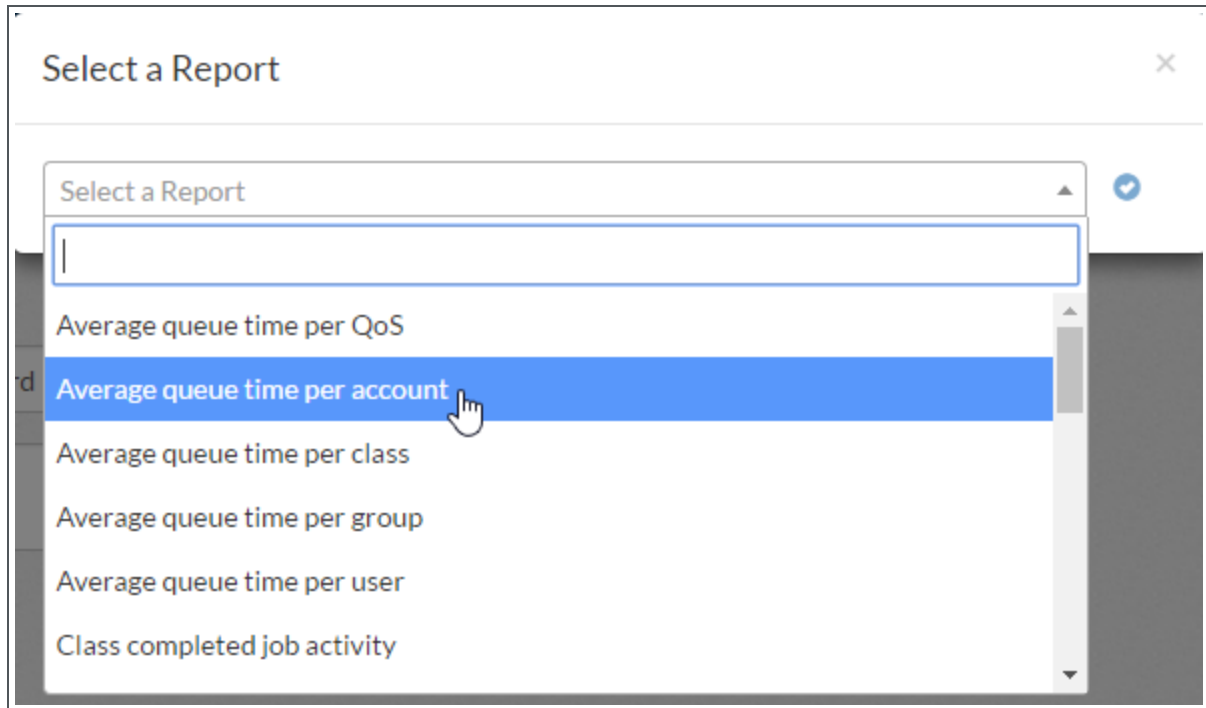 Select a Report
×
Select a Report
Average queue time per QoS
rd
Average queue time per account
Average queue time per class
Average queue time per group
Average queue time per user
Class completed job activity